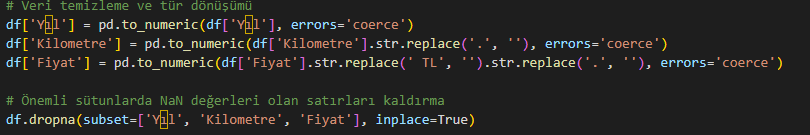 # Veri temizleme ve tür dönüşümü
df['Yıl'] = pd.to_numeric(df['Yıl'], errors='coerce')
df['Kilometre'] = pd.to_numeric(df['Kilometre'].str.replace('.', ''), errors='coerce')
df['Fiyat'] = pd.to_numeric(df['Fiyat'].str.replace(' TL', '').str.replace('.', ''), errors='coerce')
# Önemli sütunlarda NaN değerleri olan satırları kaldırma
df.dropna(subset=['Yıl', 'Kilometre', 'Fiyat'], inplace=True)